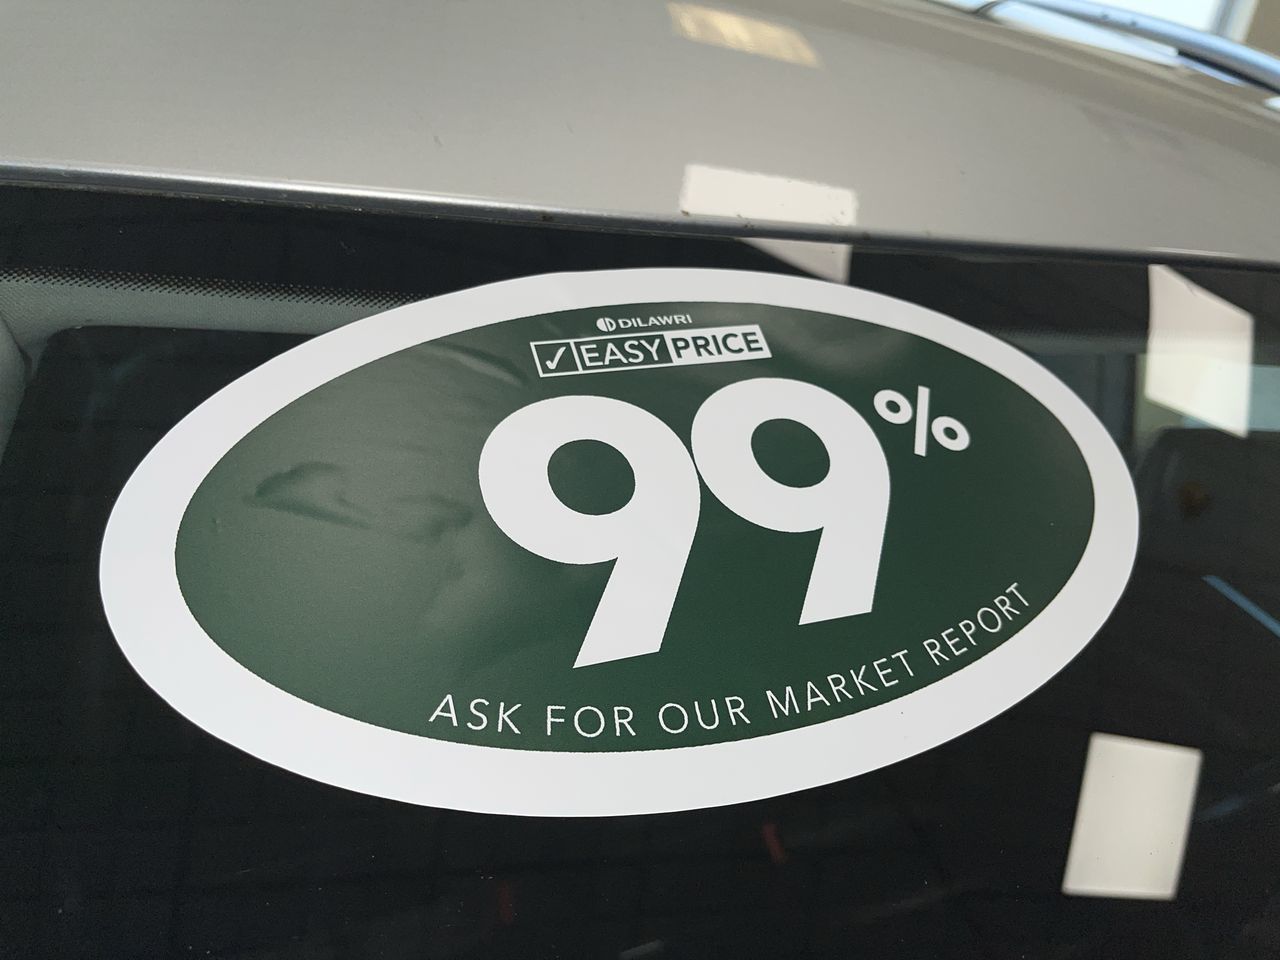 DILAWRI
EASY PRICE
99%
ASK FOR OUR MARKET REPORT